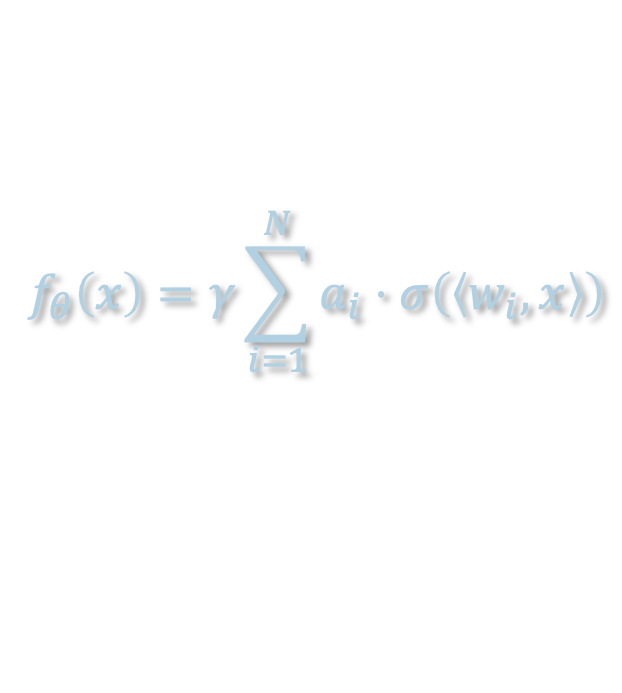 f_θ(x) = γ ∑_{i=1}^{N} a_i · σ(⟨w_i, x⟩)